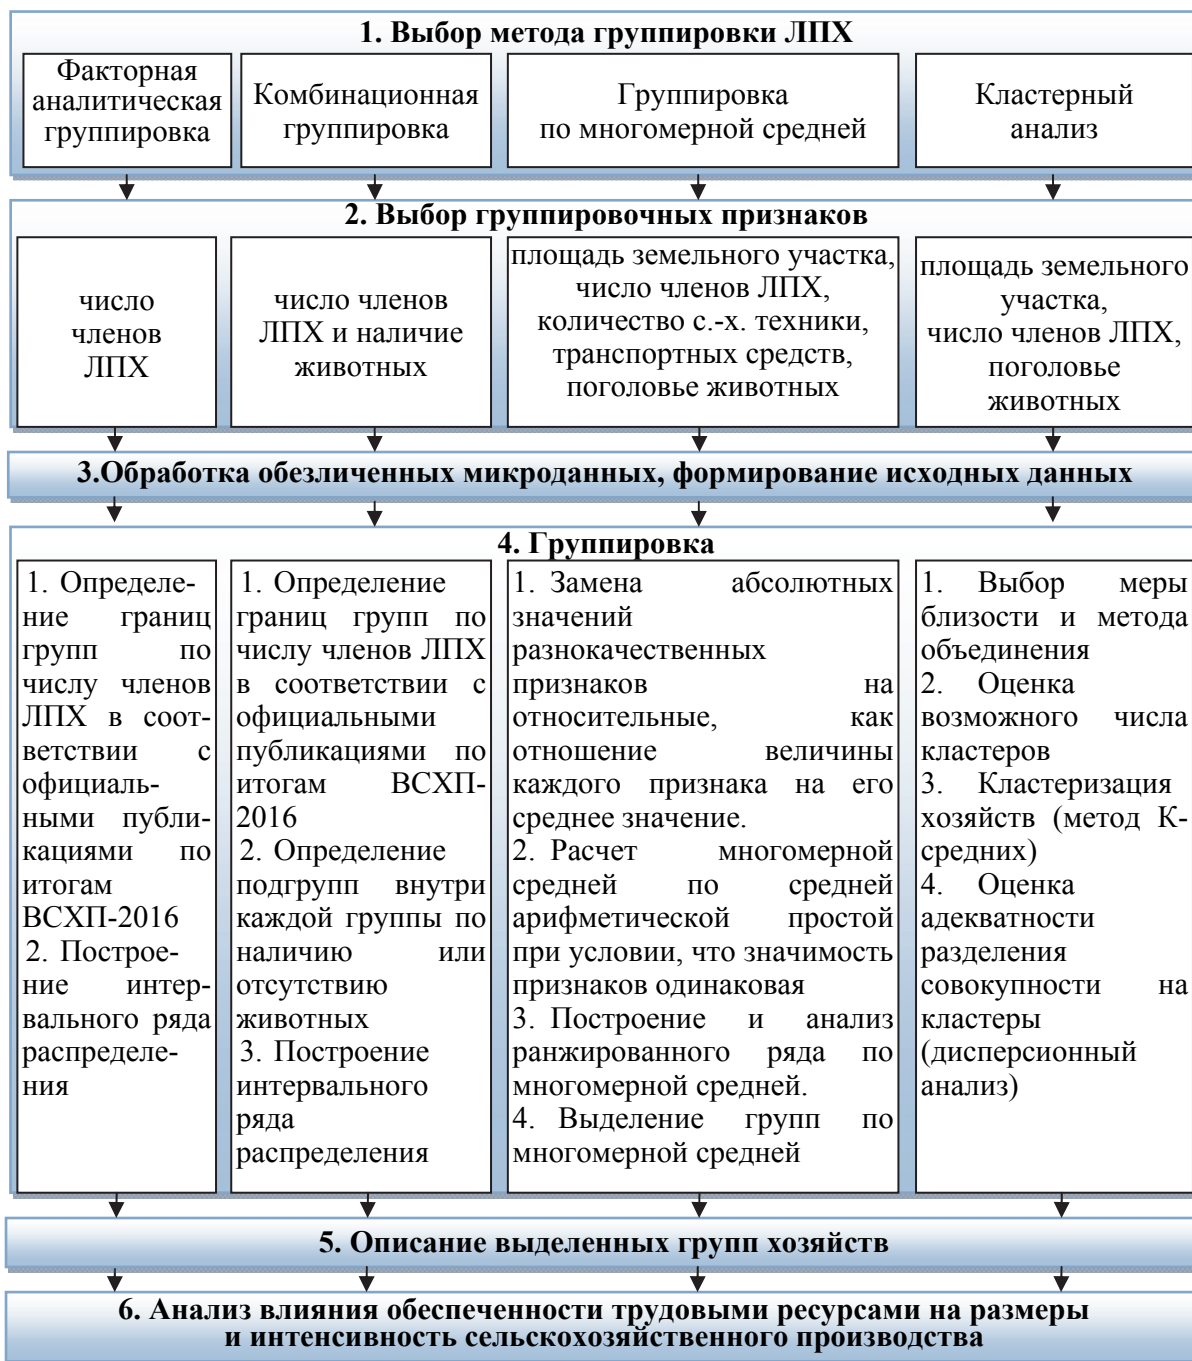 1. Выбор метода группировки ЛПХ
Факторная
аналитическая
группировка
Комбинационная
группировка
Группировка
по многомерной средней
Кластерный
анализ
2. Выбор группировочных признаков
число
членов
ЛПХ
число членов
ЛПХ и наличие
животных
площадь земельного участка,
число членов ЛПХ,
количество с.-х. техники,
транспортных средств,
поголовье животных
площадь земельного
участка,
число членов ЛПХ,
поголовье
животных
3.Обработка обезличенных микроданных, формирование исходных данных
4. Группировка
1. Определе-
ние границ
групп по
числу членов
ЛПХ в соот-
ветствии с
официаль-
ными публи-
кациями по
итогам
ВСХП-2016
2. Построе-
ние интер-
вального ряда
распределе-
ния
1. Определение
границ групп по
числу членов ЛПХ
в соответствии с
официальными
публикациями по
итогам ВСХП-
2016
2. Определение
подгрупп внутри
каждой группы по
наличию или
отсутствию
животных
3. Построение
интервального
ряда
распределения
1. Замена абсолютных
значений
разнокачественных
признаков на
относительные, как
отношение величины
каждого признака на его
среднее значение.
2. Расчет многомерной
средней по средней
арифметической простой
при условии, что значимость
признаков одинаковая
3. Построение и анализ
ранжированного ряда по
многомерной средней.
4. Выделение групп по
многомерной средней
1. Выбор меры
близости и метода
объединения
2. Оценка
возможного числа
кластеров
3. Кластеризация
хозяйств (метод К-
средних)
4. Оценка
адекватности
разделения
совокупности на
кластеры
(дисперсионный
анализ)
5. Описание выделенных групп хозяйств
6. Анализ влияния обеспеченности трудовыми ресурсами на размеры
и интенсивность сельскохозяйственного производства